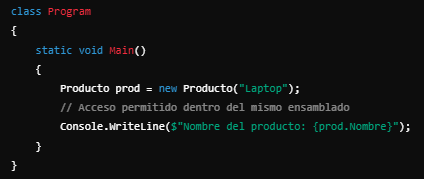 class Program
{
    static void Main()
    {
        Producto prod = new Producto("Laptop");
        // Acceso permitido dentro del mismo ensamblado
        Console.WriteLine($"Nombre del producto: {prod.Nombre}");
    }
}